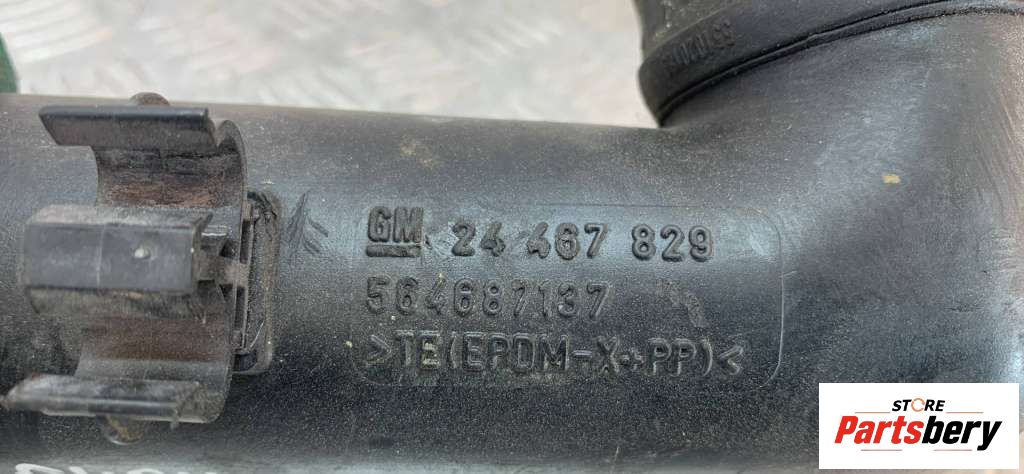 GM 24 467 829
564687137
>TE(EPDM-X+PP)<
STORE
Partsbery